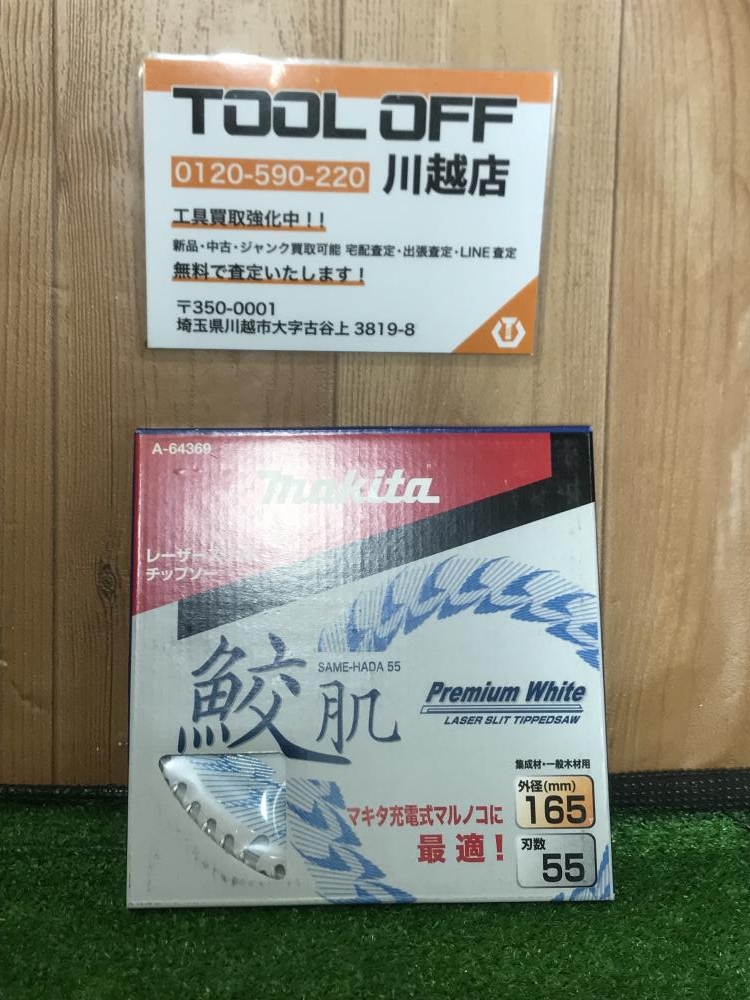 TOOL OFF
0120-590-220 川越店
工具買取強化中！！
新品・中古・ジャンク買取可能 宅配査定・出張査定・LINE査定
無料で査定いたします！
〒350-0001
埼玉県川越市大字古谷上 3819-8
A-64369
makita
レーザー
チップソー
鮫肌
SAME-HADA 55
Premium White
LASER SLIT TIPPEDSAW
集成材・一般木材用
外径(mm)
165
マキタ充電式マルノコに
最適！
刃数
55